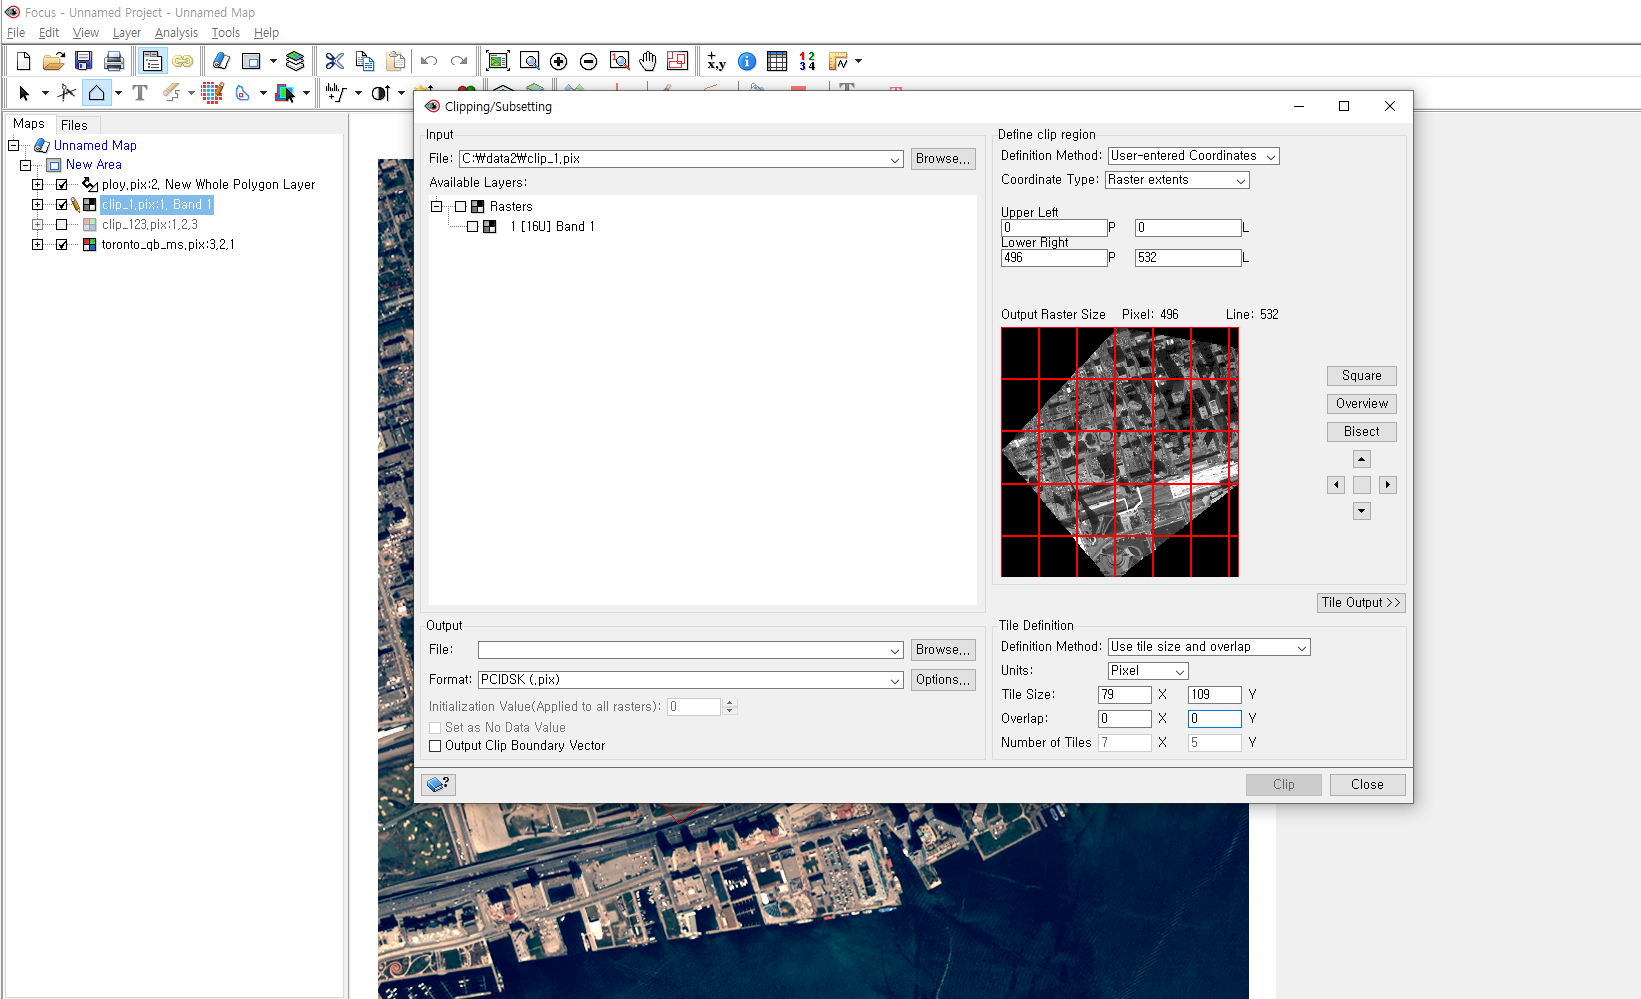 Focus - Unnamed Project - Unnamed Map
File Edit View Layer Analysis Tools Help
Maps Files
Unnamed Map
New Area
ploy.pix:2, New Whole Polygon Layer
clip_1.pix:1, Band 1
clip_123.pix:1,2,3
toronto_qb_ms.pix:3,2,1
Clipping/Subsetting
Input
File: C:₩data2₩clip_1.pix Browse...
Available Layers:
Rasters
1 [16U] Band 1
Define clip region
Definition Method: User-entered Coordinates
Coordinate Type: Raster extents
Upper Left
0 P 0 L
Lower Right
496 P 532 L
Output Raster Size Pixel: 496 Line: 532
Square
Overview
Bisect
Tile Output >>
Output
File: Browse...
Format: PCIDSK (.pix) Options...
Initialization Value(Applied to all rasters): 0
Set as No Data Value
Output Clip Boundary Vector
Tile Definition
Definition Method: Use tile size and overlap
Units: Pixel
Tile Size: 79 X 109 Y
Overlap: 0 X 0 Y
Number of Tiles 7 X 5 Y
Clip Close